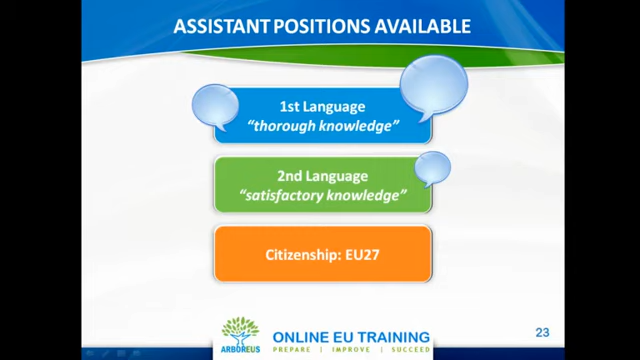 ASSISTANT POSITIONS AVAILABLE
1st Language
"thorough knowledge"
2nd Language
"satisfactory knowledge"
Citizenship: EU27
23
ARBOREUS
ONLINE EU TRAINING
PREPARE | IMPROVE | SUCCEED